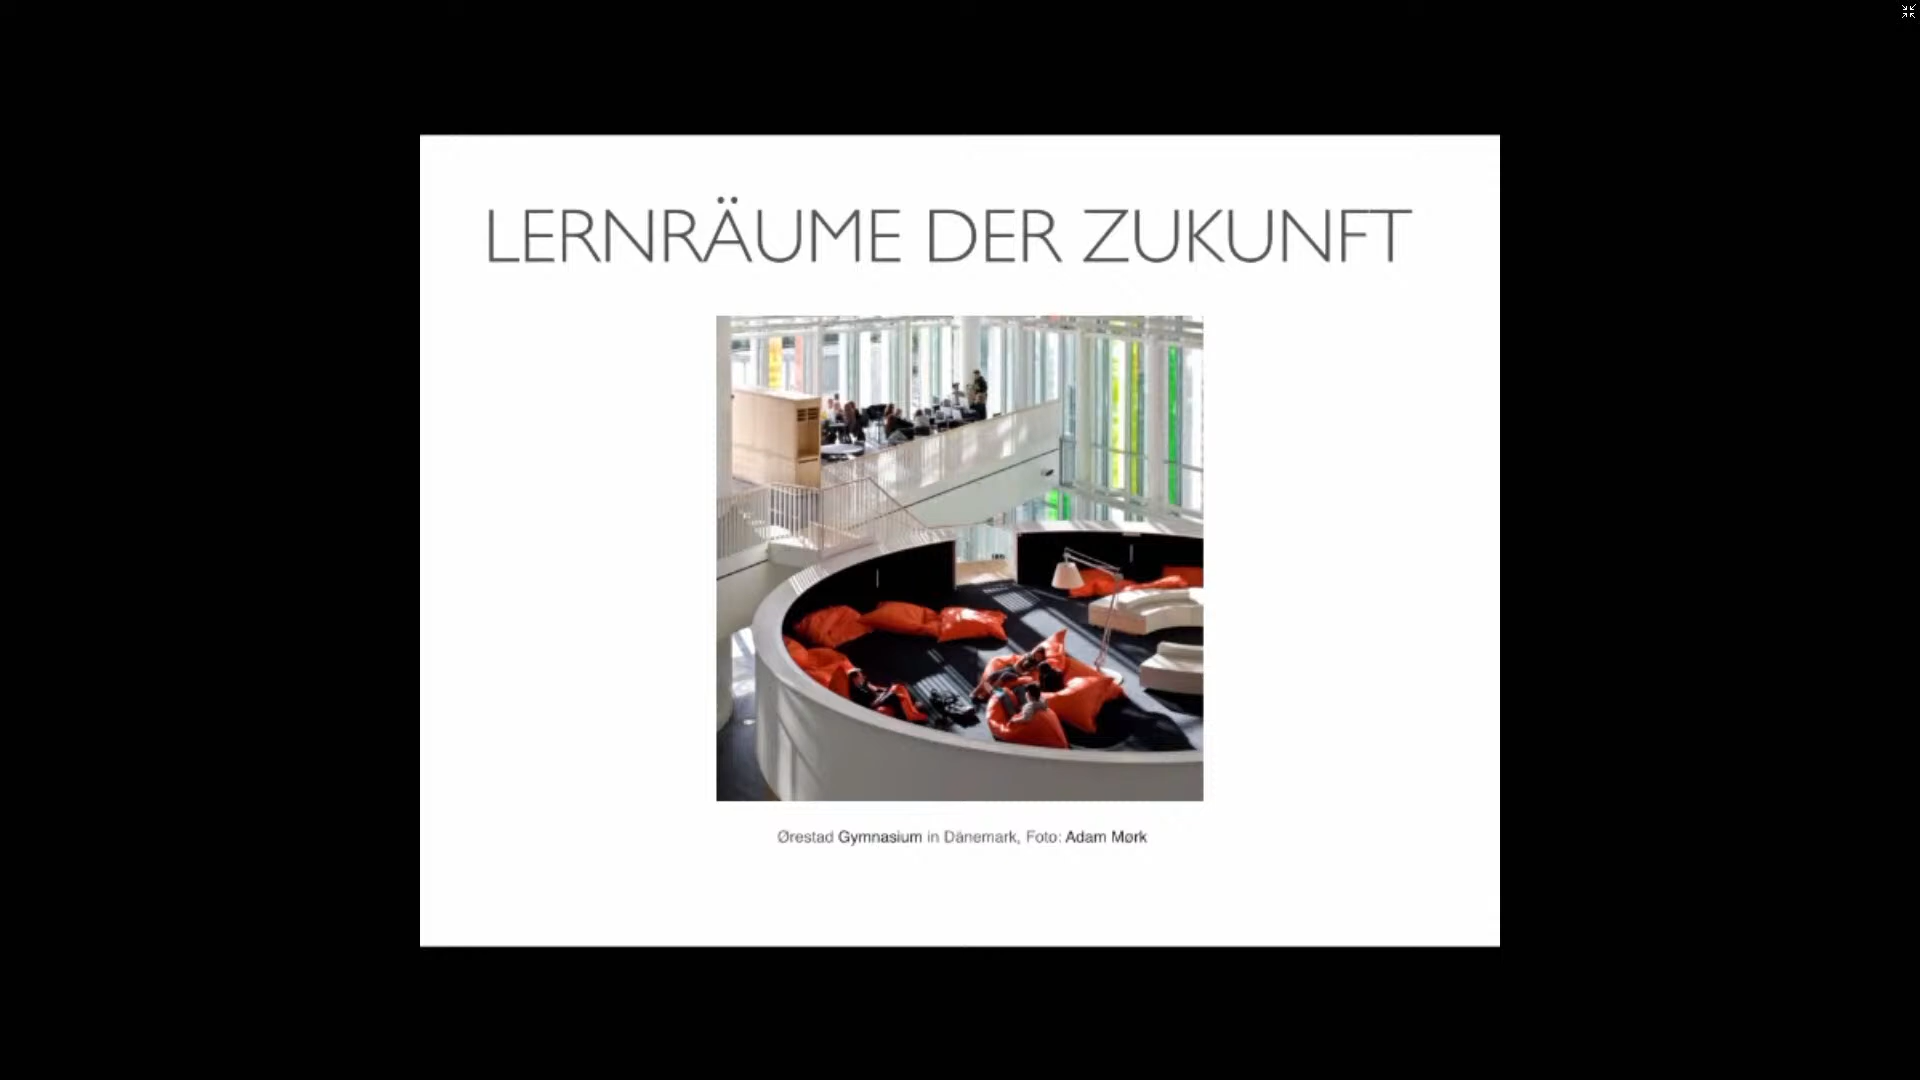 LERNRÄUME DER ZUKUNFT
Ørestad Gymnasium in Dänemark, Foto: Adam Mørk